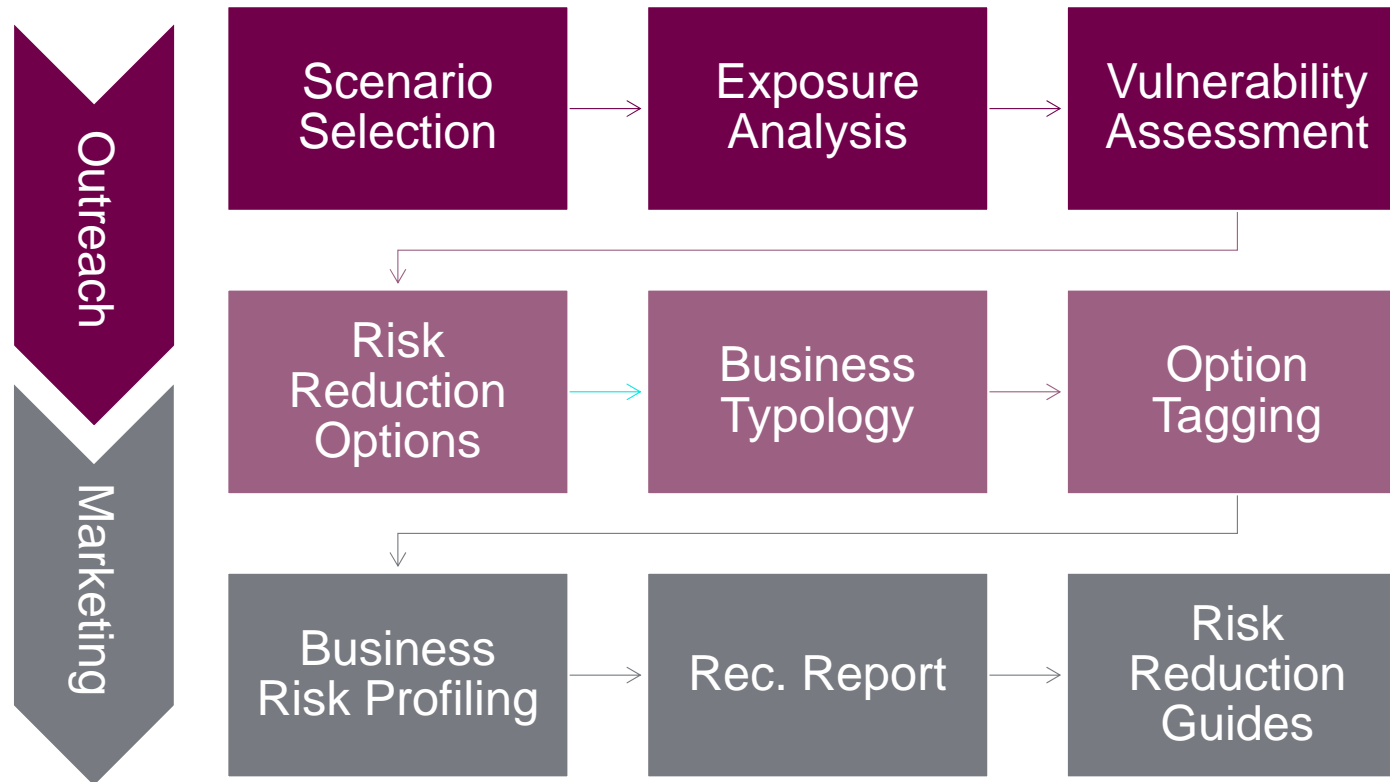 Outreach
Marketing
Scenario
Selection
Exposure
Analysis
Vulnerability
Assessment
Risk
Reduction
Options
Business
Typology
Option
Tagging
Business
Risk Profiling
Rec. Report
Risk
Reduction
Guides